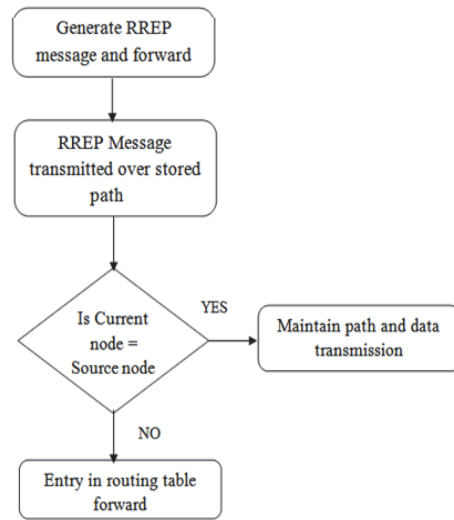 Generate RREP
message and forward
RREP Message
transmitted over stored
path
Is Current
node =
Source node
YES
Maintain path and data
transmission
NO
Entry in routing table
forward